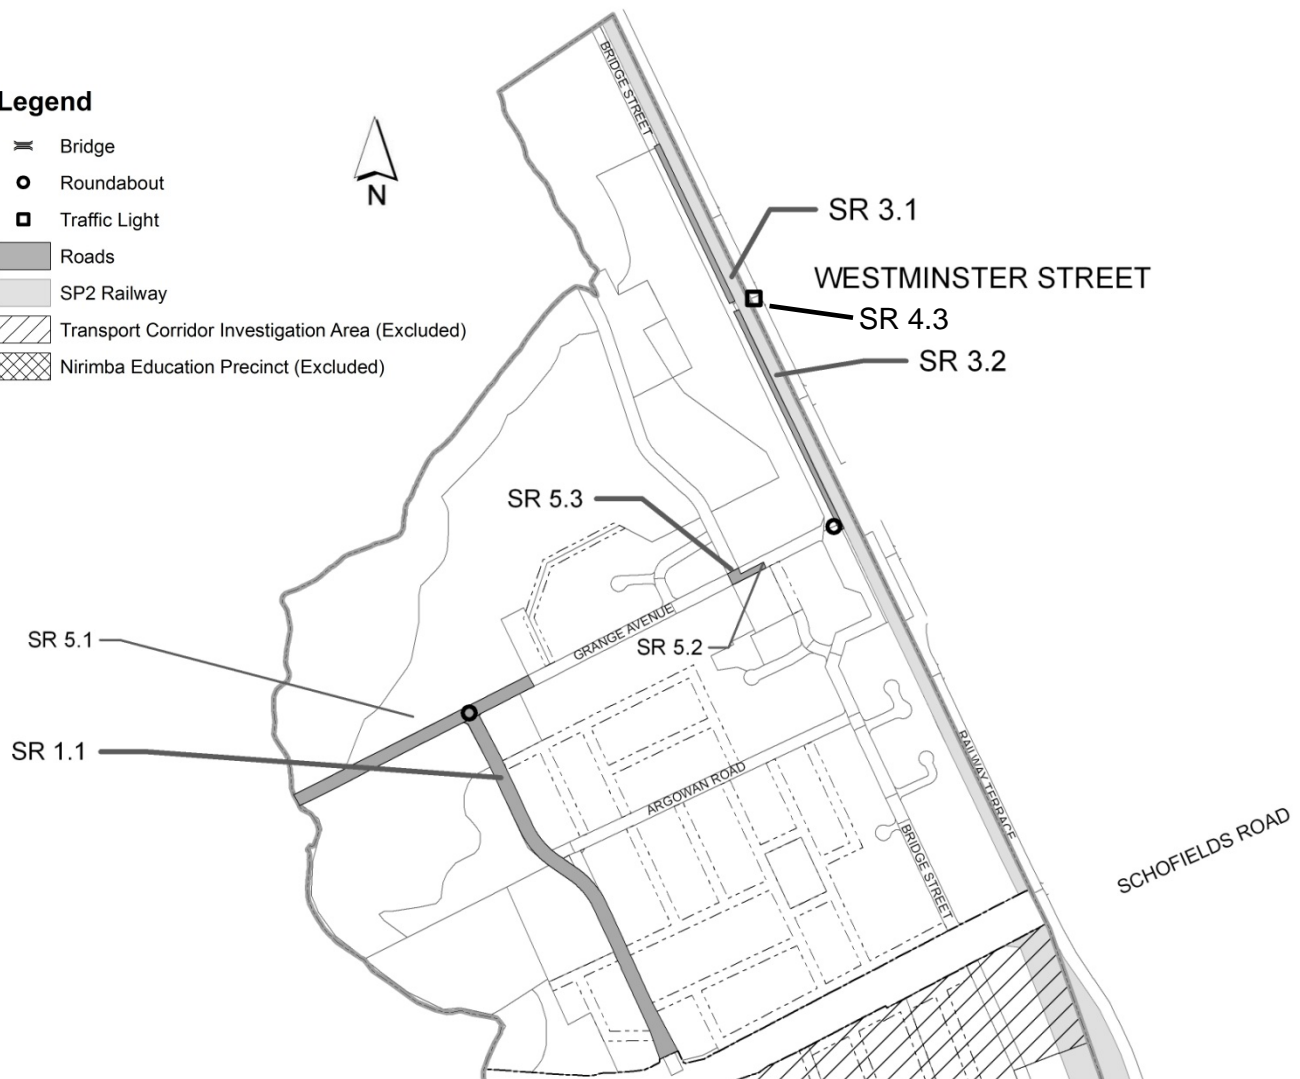 Legend
Bridge
Roundabout
Traffic Light
Roads
SP2 Railway
Transport Corridor Investigation Area (Excluded)
Nirimba Education Precinct (Excluded)
N
BRIDGE STREET
SR 3.1
WESTMINSTER STREET
SR 4.3
SR 3.2
SR 5.3
GRANGE AVENUE
SR 5.2
SR 5.1
SR 1.1
ARGOWAN ROAD
RAILWAY TERRACE
BRIDGE STREET
SCHOFIELDS ROAD